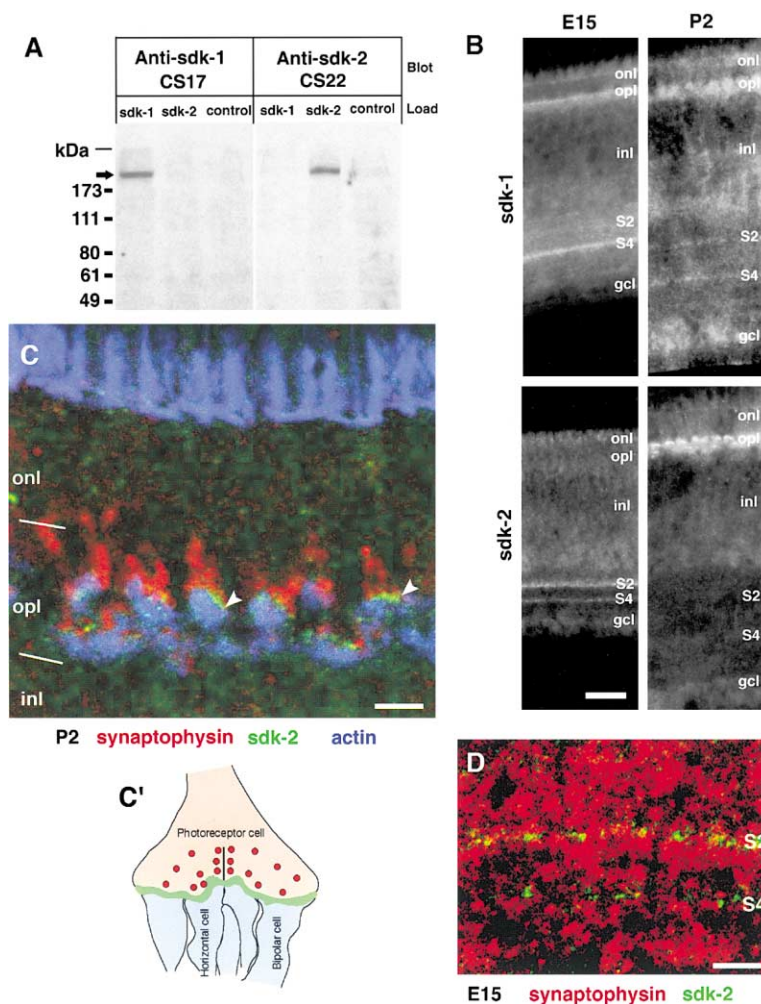 A
Anti-sdk-1
CS17
Anti-sdk-2
CS22
Blot
sdk-1 sdk-2 control sdk-1 sdk-2 control Load
kDa
173
111
80
61
49
B
E15 P2
sdk-1
onl
opl
inl
S2
S4
gcl
onl
opl
inl
S2
S4
gcl
sdk-2
onl
opl
inl
S2
S4
gcl
onl
opl
inl
S2
S4
gcl
C
onl
opl
inl
P2 synaptophysin sdk-2 actin
C'
Photoreceptor cell
Horizontal cell
Bipolar cell
D
S2
S4
E15 synaptophysin sdk-2